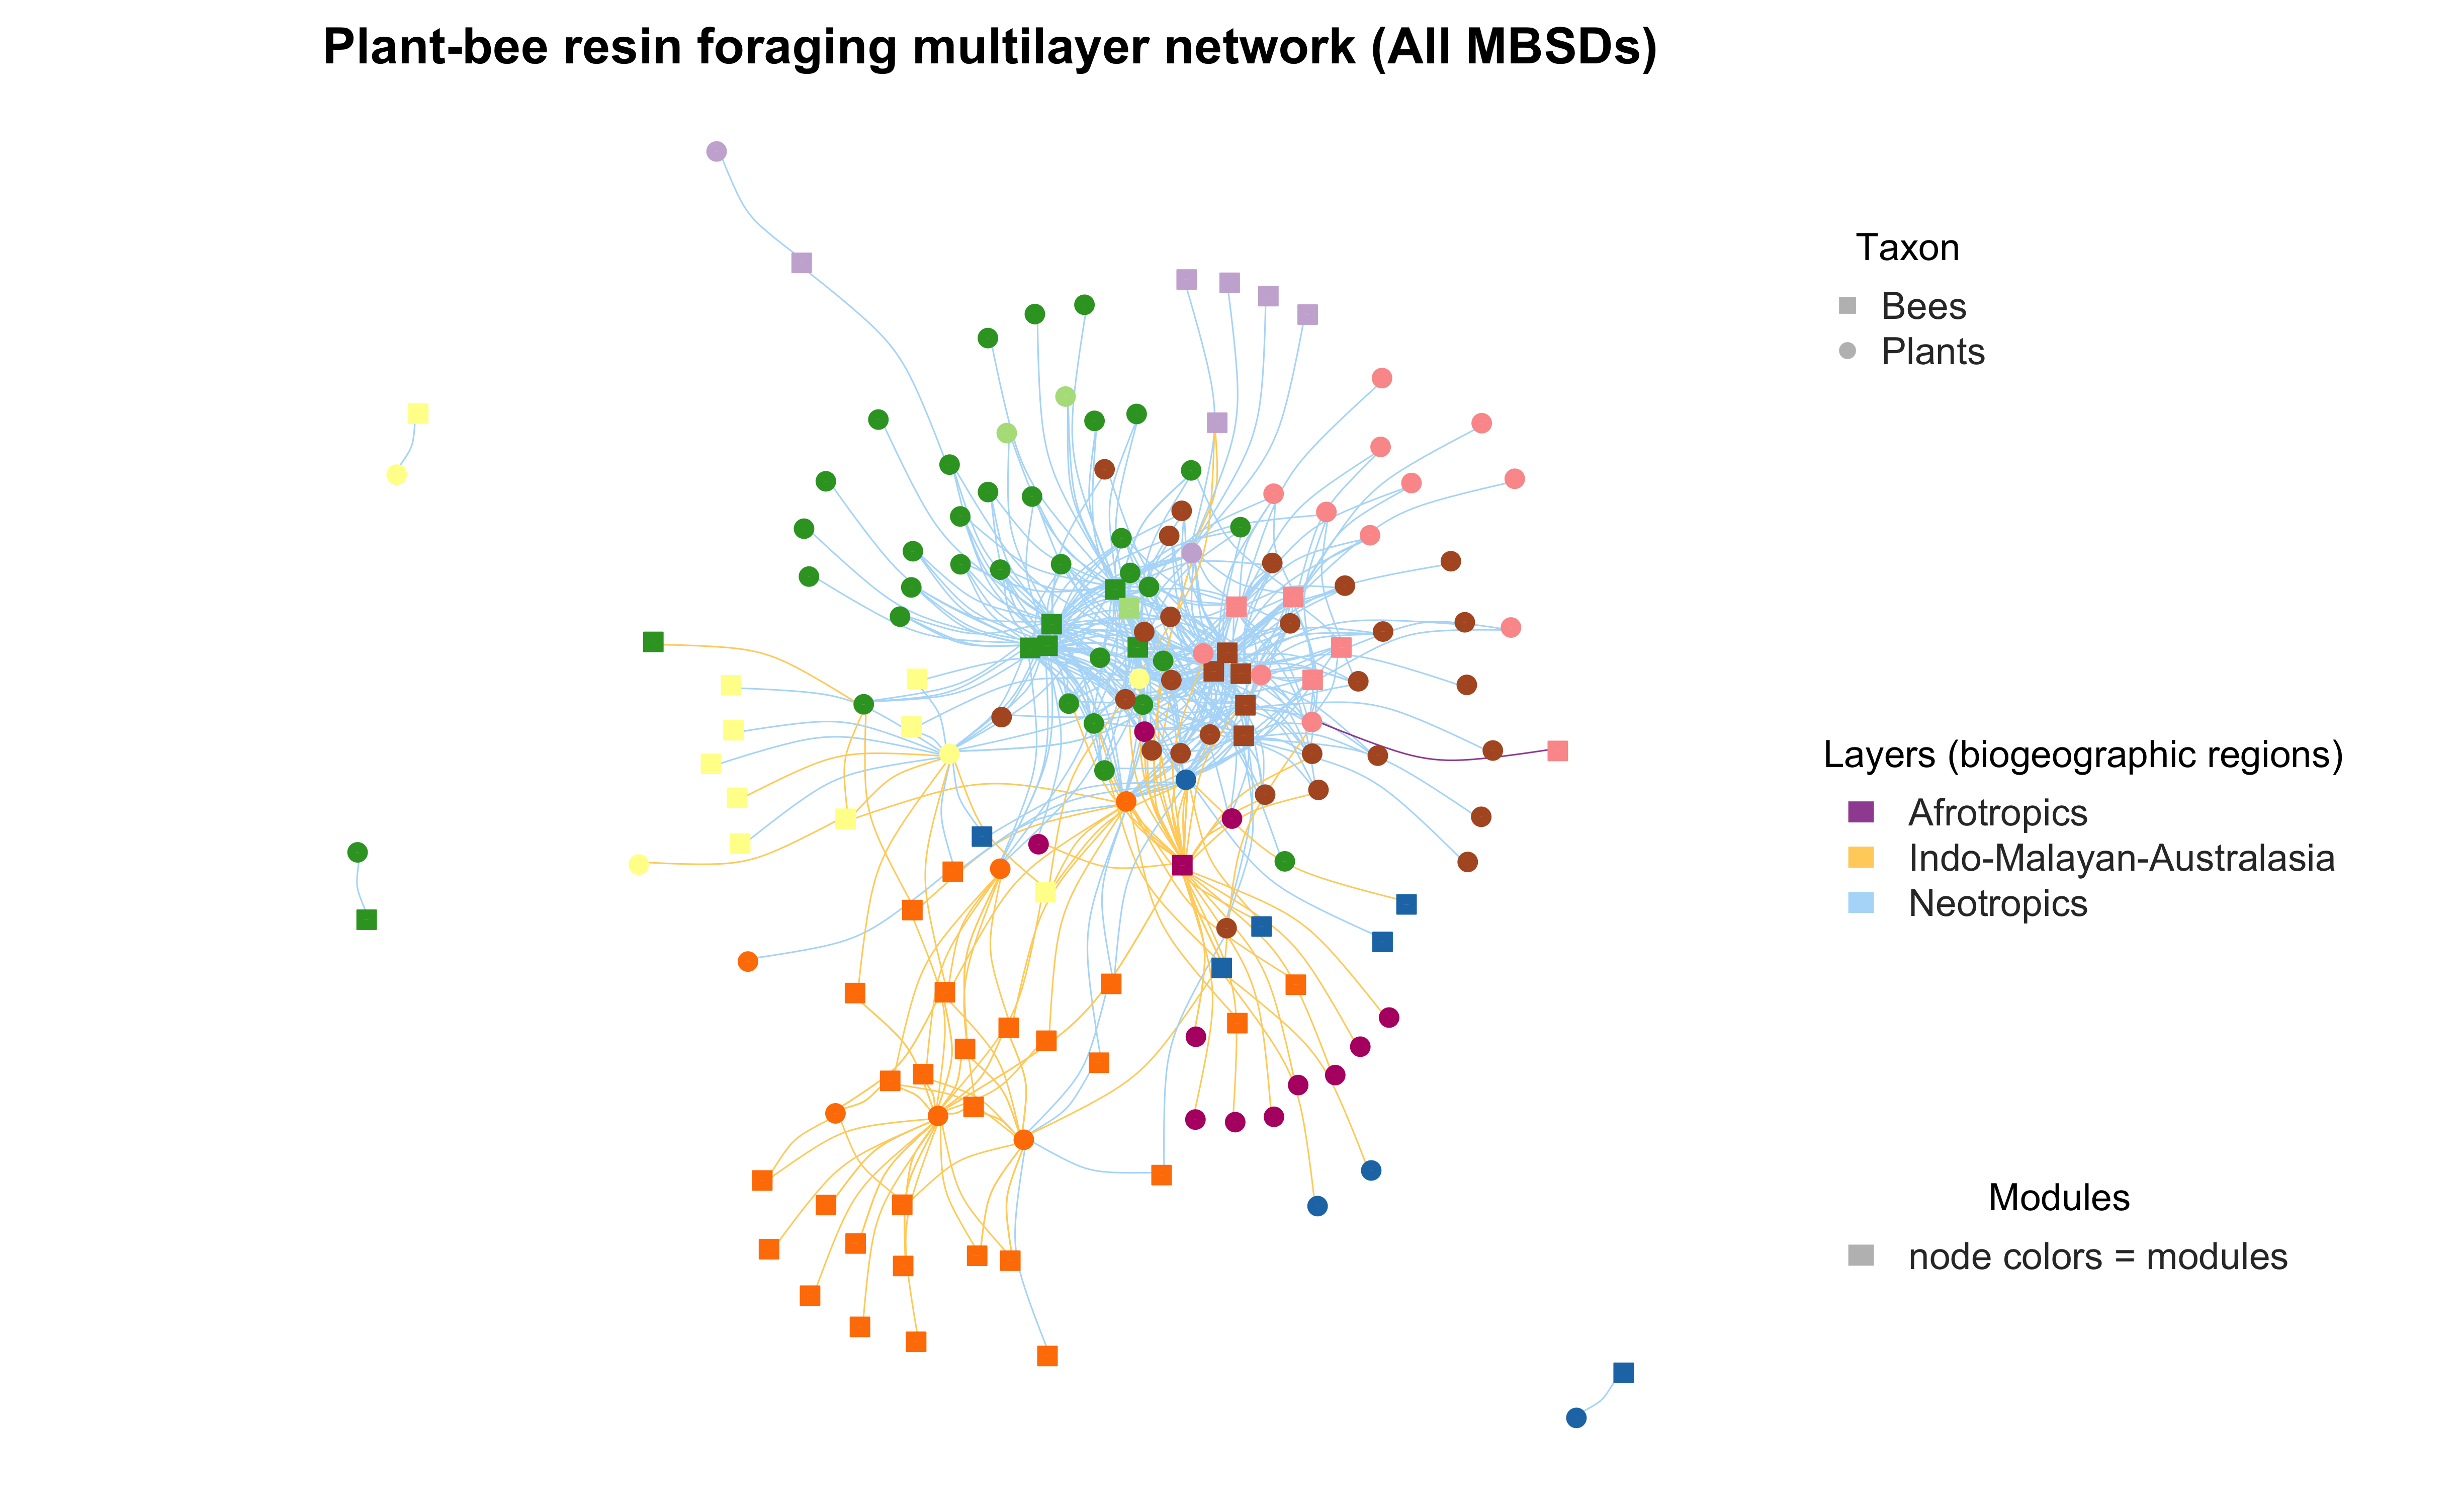 Plant-bee resin foraging multilayer network (All MBSDs)
Taxon
Bees
Plants
Layers (biogeographic regions)
Afrotropics
Indo-Malayan-Australasia
Neotropics
Modules
node colors = modules